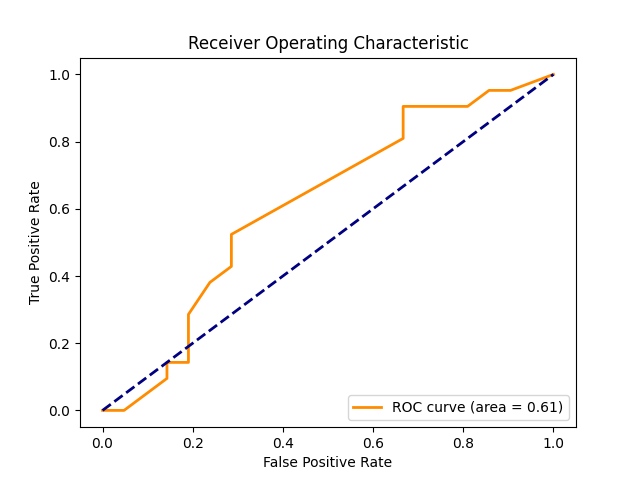 Receiver Operating Characteristic
1.0
0.8
0.6
0.4
0.2
0.0
True Positive Rate
ROC curve (area = 0.61)
0.0 0.2 0.4 0.6 0.8 1.0
False Positive Rate